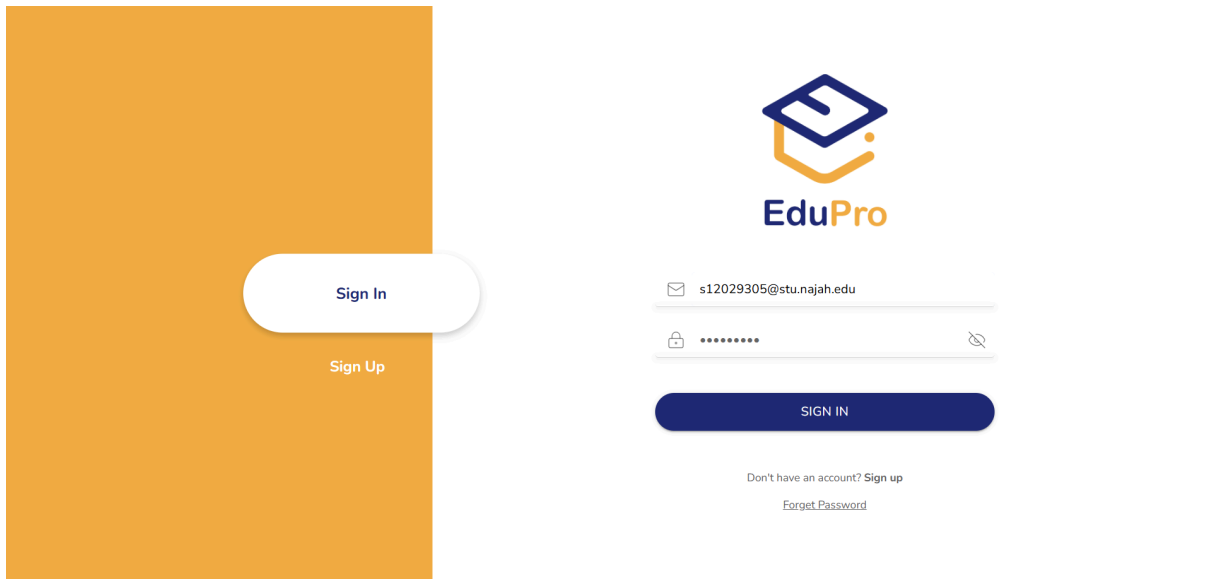 Sign In
Sign Up
EduPro
s12029305@stu.najah.edu
•••••••••
SIGN IN
Don't have an account? Sign up
Forget Password